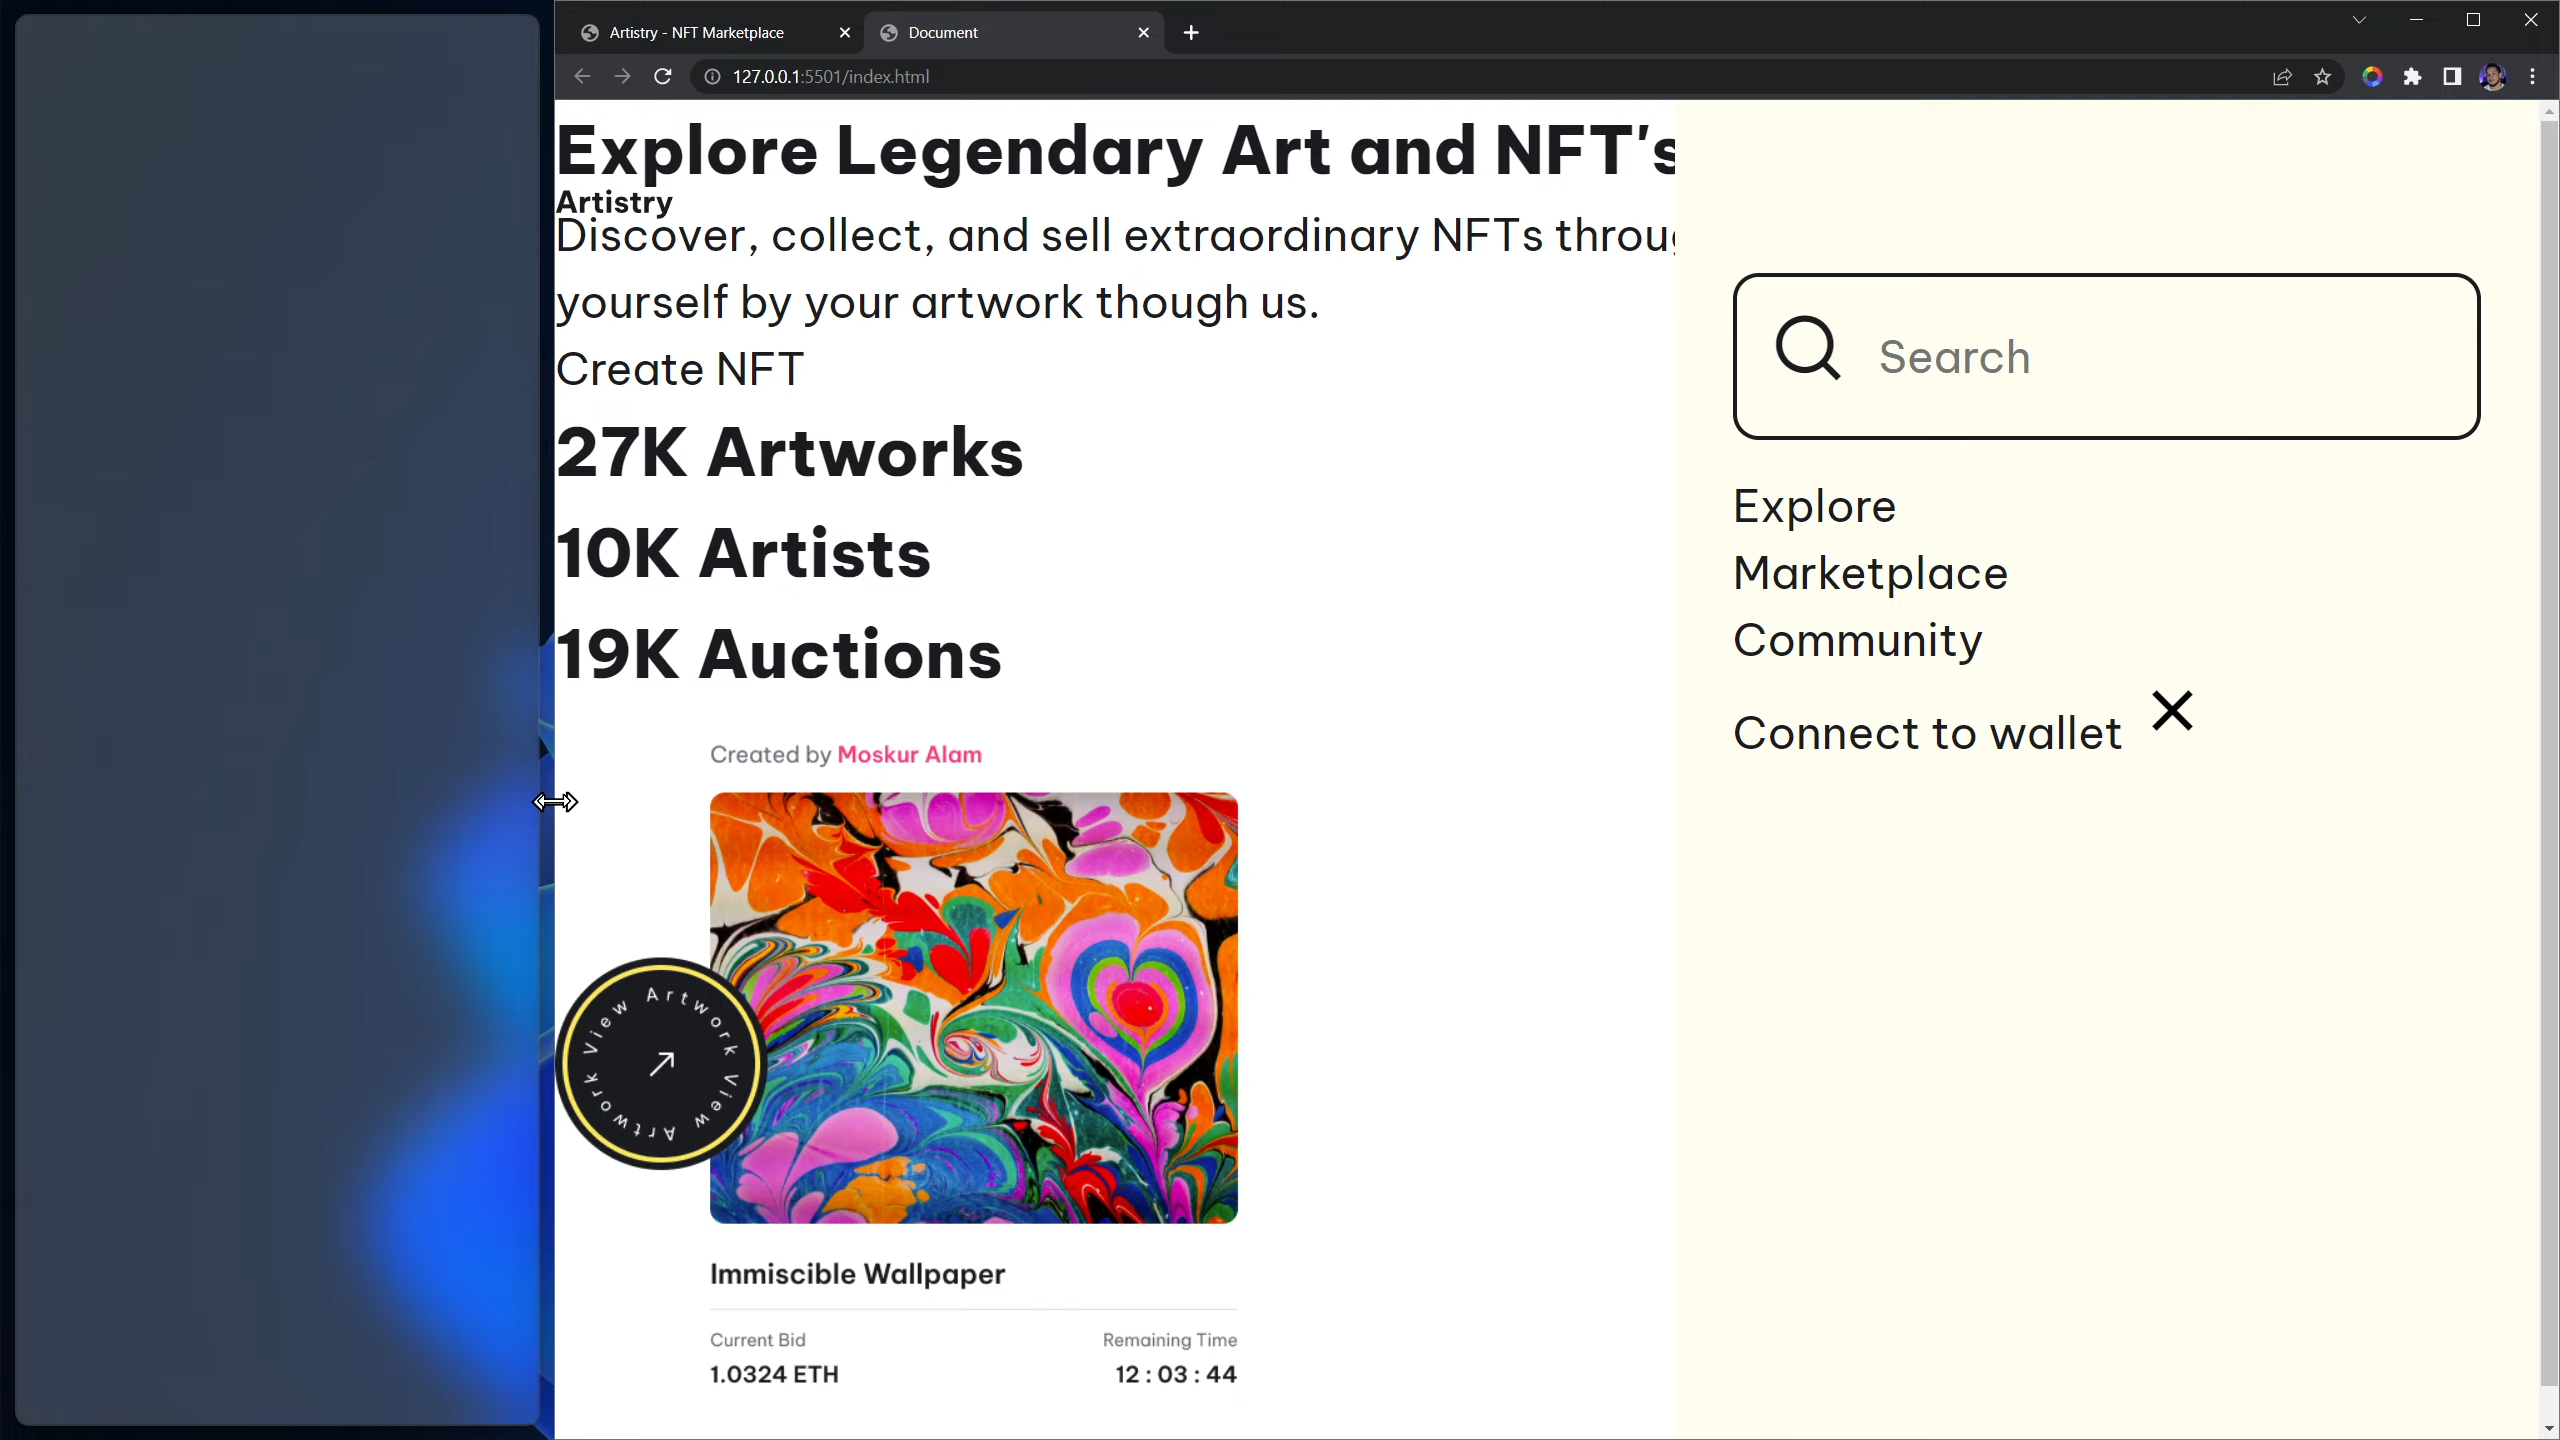 Artistry - NFT Marketplace
Document
127.0.0.1:5501/index.html
Explore Legendary Art and NFT's
Artistry
Discover, collect, and sell extraordinary NFTs
yourself by your artwork though us.
Create NFT
27K Artworks
10K Artists
19K Auctions
Created by Moskur Alam
View Artwork View Artwork
Immiscible Wallpaper
Current Bid
Remaining Time
1.0324 ETH
12 : 03 : 44
Search
Explore
Marketplace
Community
Connect to wallet